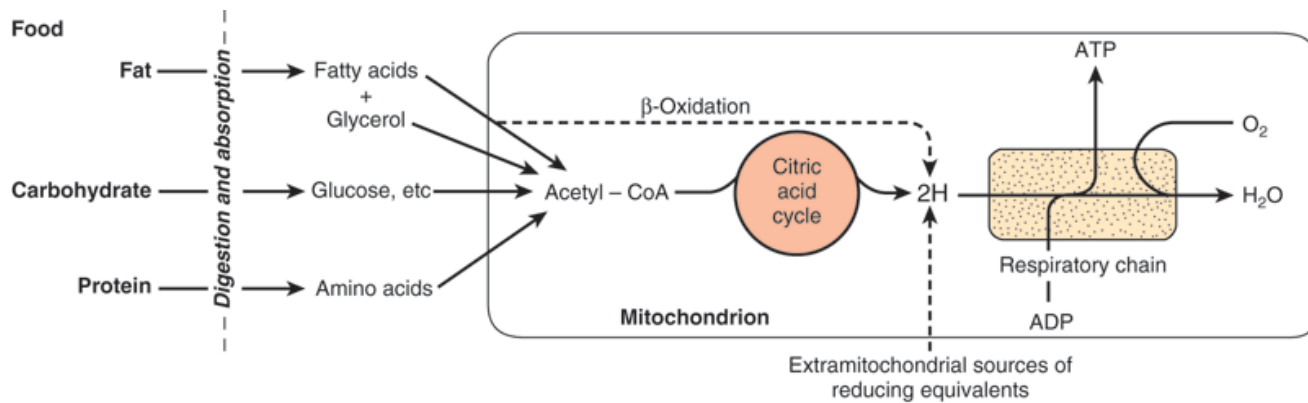 Food
Fat
Carbohydrate
Protein
Digestion and absorption
Fatty acids
+
Glycerol
Glucose, etc
Amino acids
β-Oxidation
Acetyl – CoA
Citric
acid
cycle
2H
Mitochondrion
ATP
O₂
H₂O
Respiratory chain
ADP
Extramitochondrial sources of
reducing equivalents